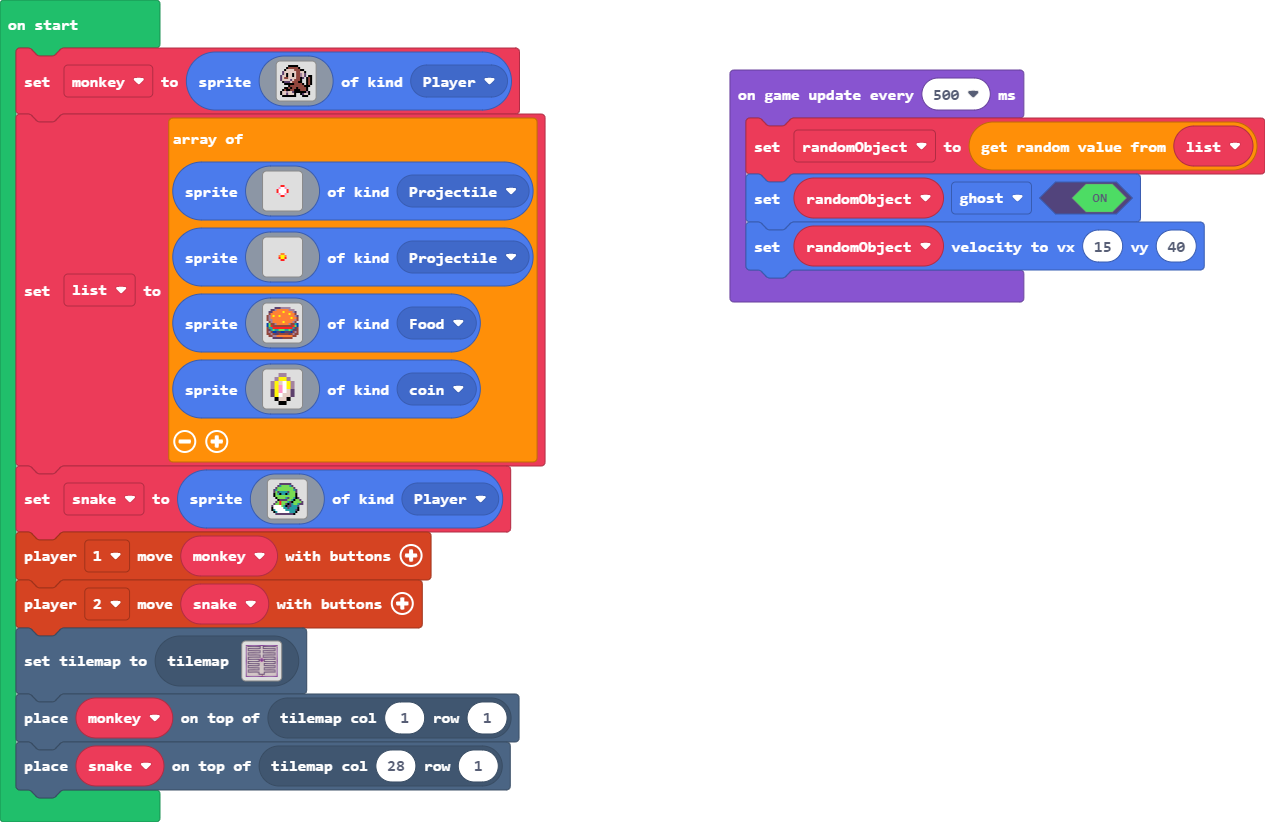 on start
set monkey to sprite of kind Player
set list to array of
sprite of kind Projectile
sprite of kind Projectile
sprite of kind Food
sprite of kind coin
set snake to sprite of kind Player
player 1 move monkey with buttons
player 2 move snake with buttons
set tilemap to tilemap
place monkey on top of tilemap col 1 row 1
place snake on top of tilemap col 28 row 1
on game update every 500 ms
set randomObject to get random value from list
set randomObject ghost ON
set randomObject velocity to vx 15 vy 40